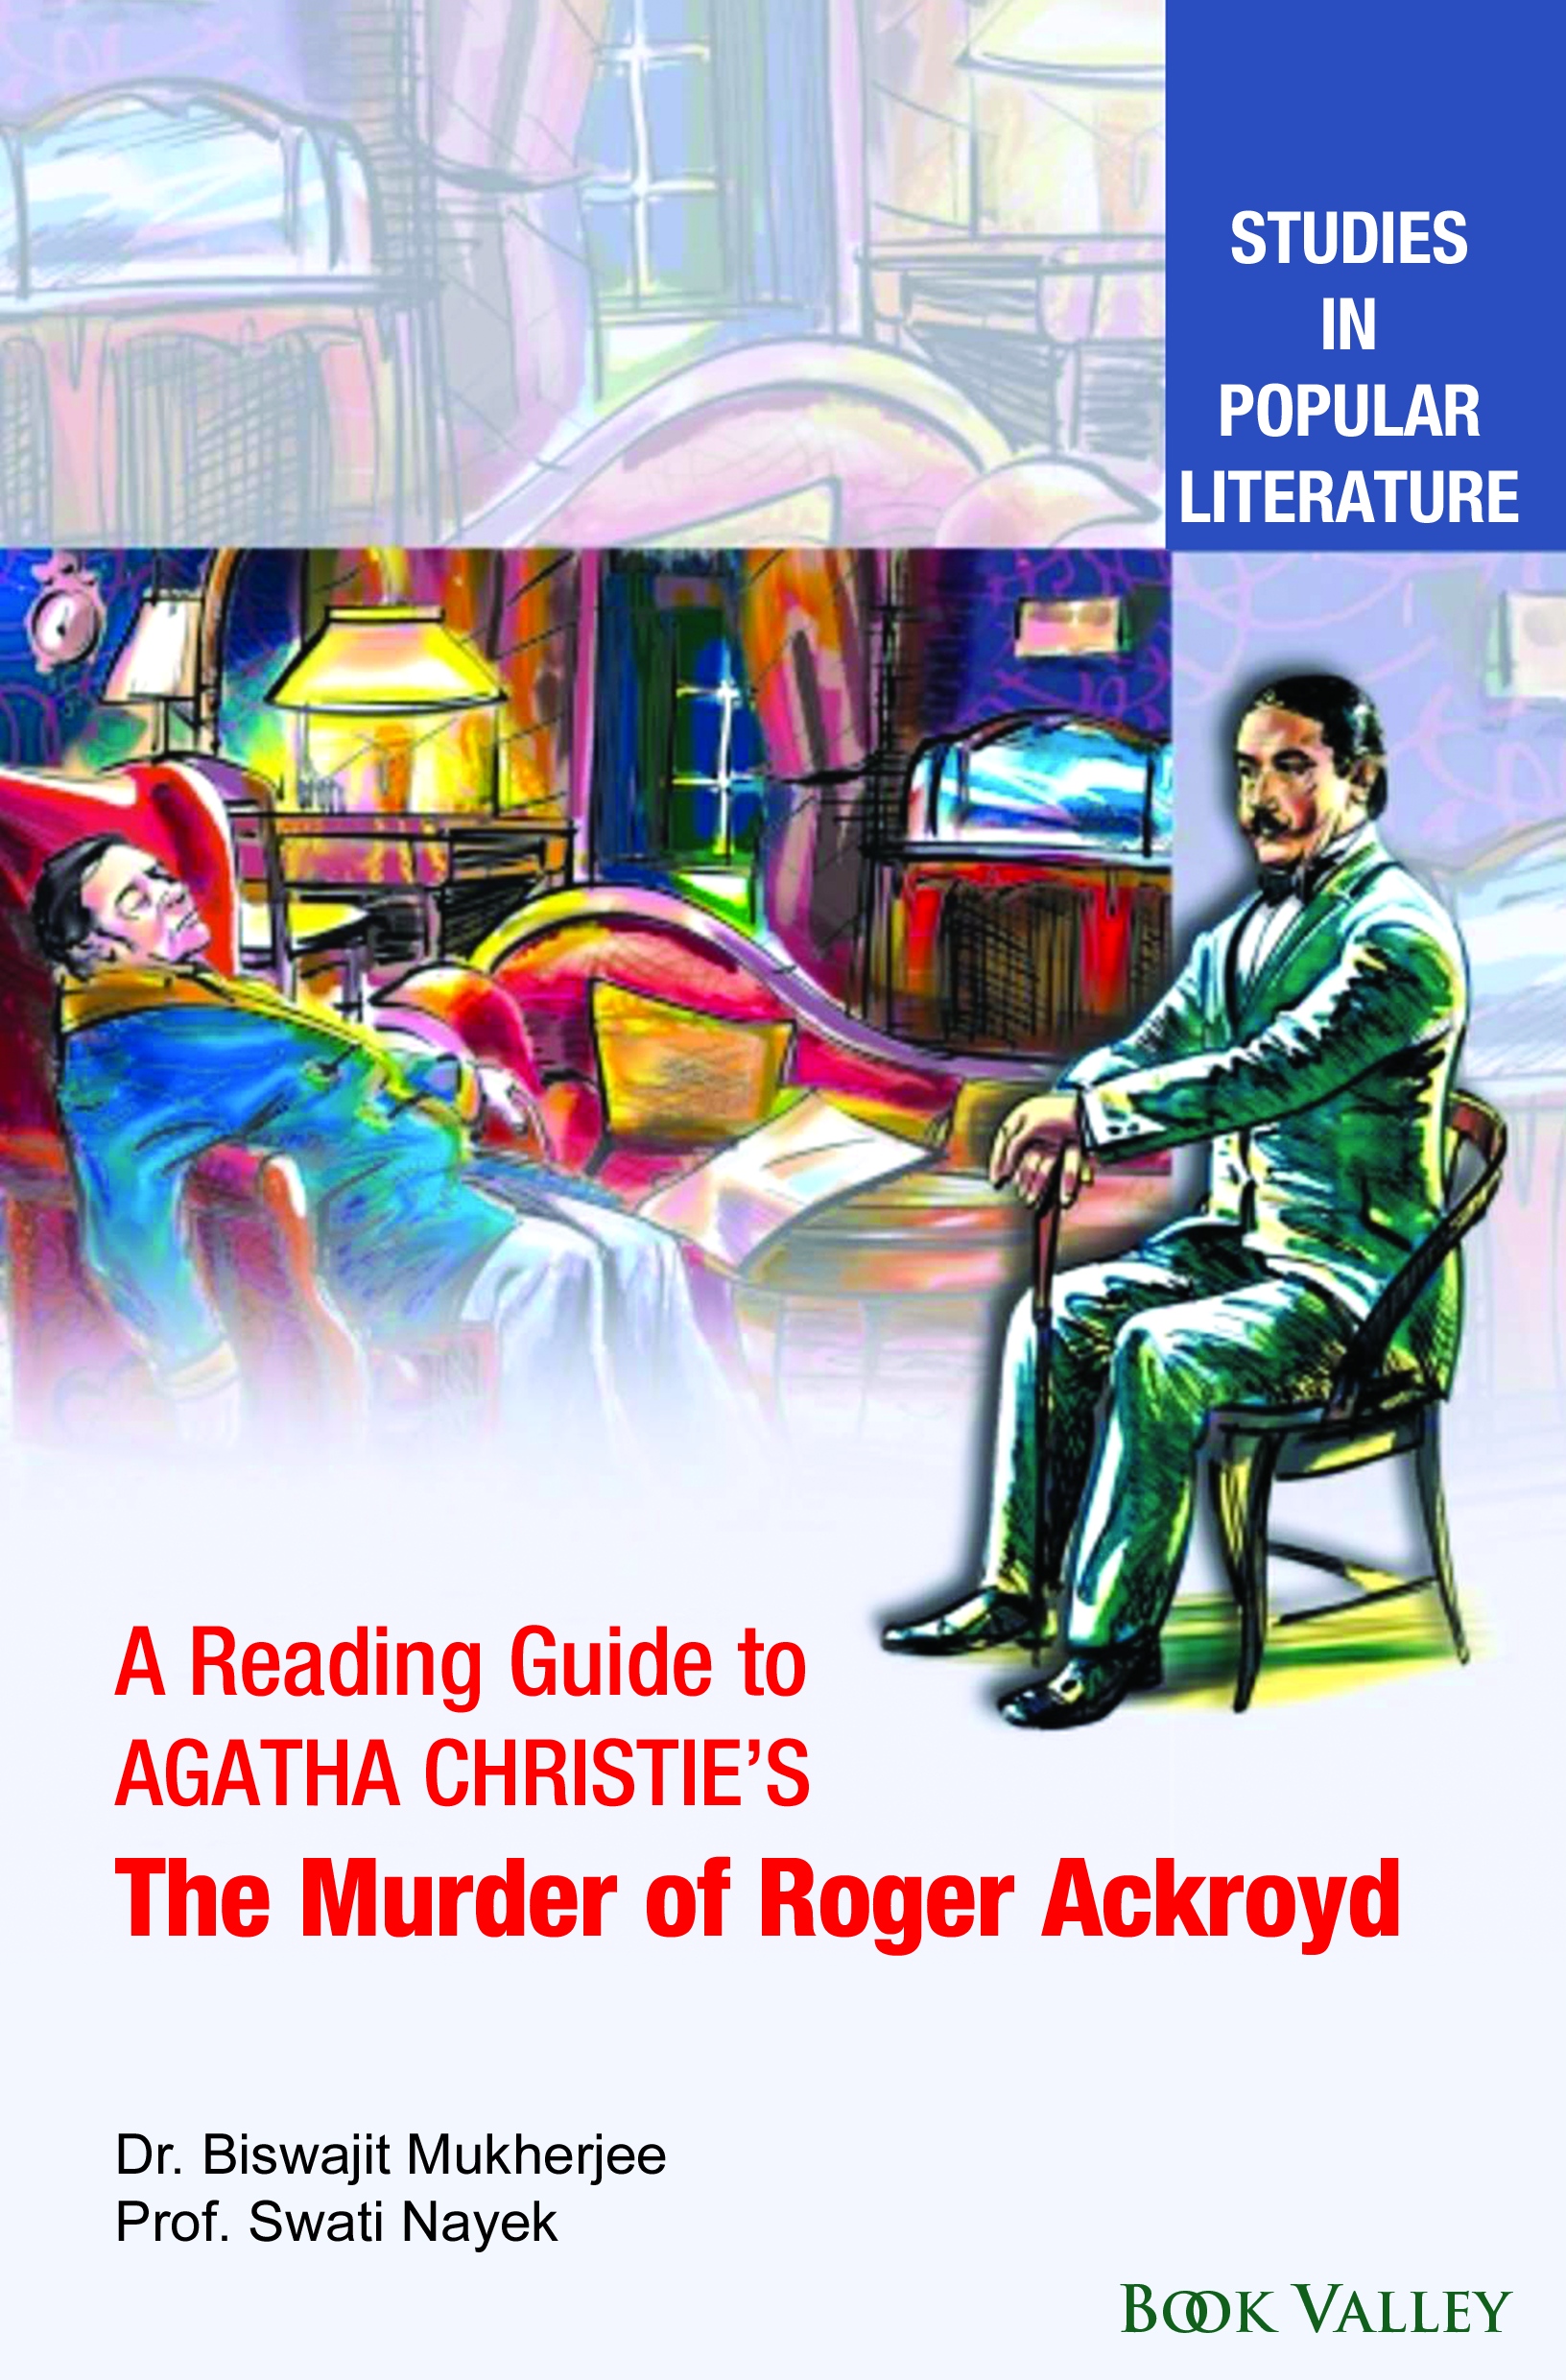 STUDIES
IN
POPULAR
LITERATURE
A Reading Guide to
AGATHA CHRISTIE’S
The Murder of Roger Ackroyd
Dr. Biswajit Mukherjee
Prof. Swati Nayek
BOOK VALLEY